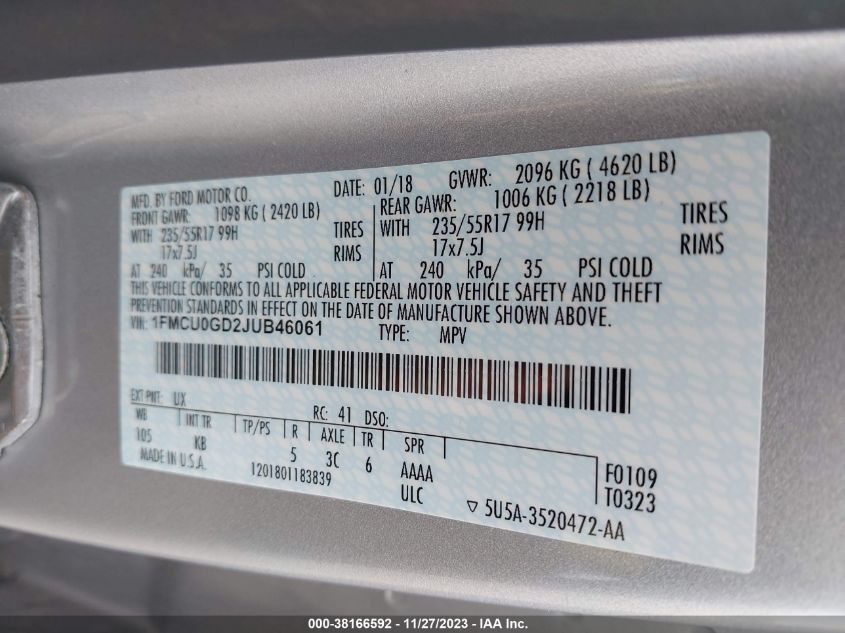 MFD. BY FORD MOTOR CO.
DATE: 01/18 GVWR: 2096 KG ( 4620 LB)
FRONT GAWR: 1098 KG ( 2420 LB)
WITH 235/55R17 99H TIRES
17x7.5J RIMS
AT 240 kPa/ 35 PSI COLD
REAR GAWR: 1006 KG ( 2218 LB)
WITH 235/55R17 99H TIRES
17x7.5J RIMS
AT 240 kPa/ 35 PSI COLD
THIS VEHICLE CONFORMS TO ALL APPLICABLE FEDERAL MOTOR VEHICLE SAFETY AND THEFT
PREVENTION STANDARDS IN EFFECT ON THE DATE OF MANUFACTURE SHOWN ABOVE.
VIN: 1FMCU0GD2JUB46061 TYPE: MPV
EXT PNT: UX RC: 41 DSO:
WB INT TR TP/PS R AXLE TR SPR
105 KB 5 3C 6 AAAA
MADE IN U.S.A. 1201801183839 ULC
F0109
T0323
▽ 5U5A-3520472-AA
000-38166592 - 11/27/2023 - IAA Inc.